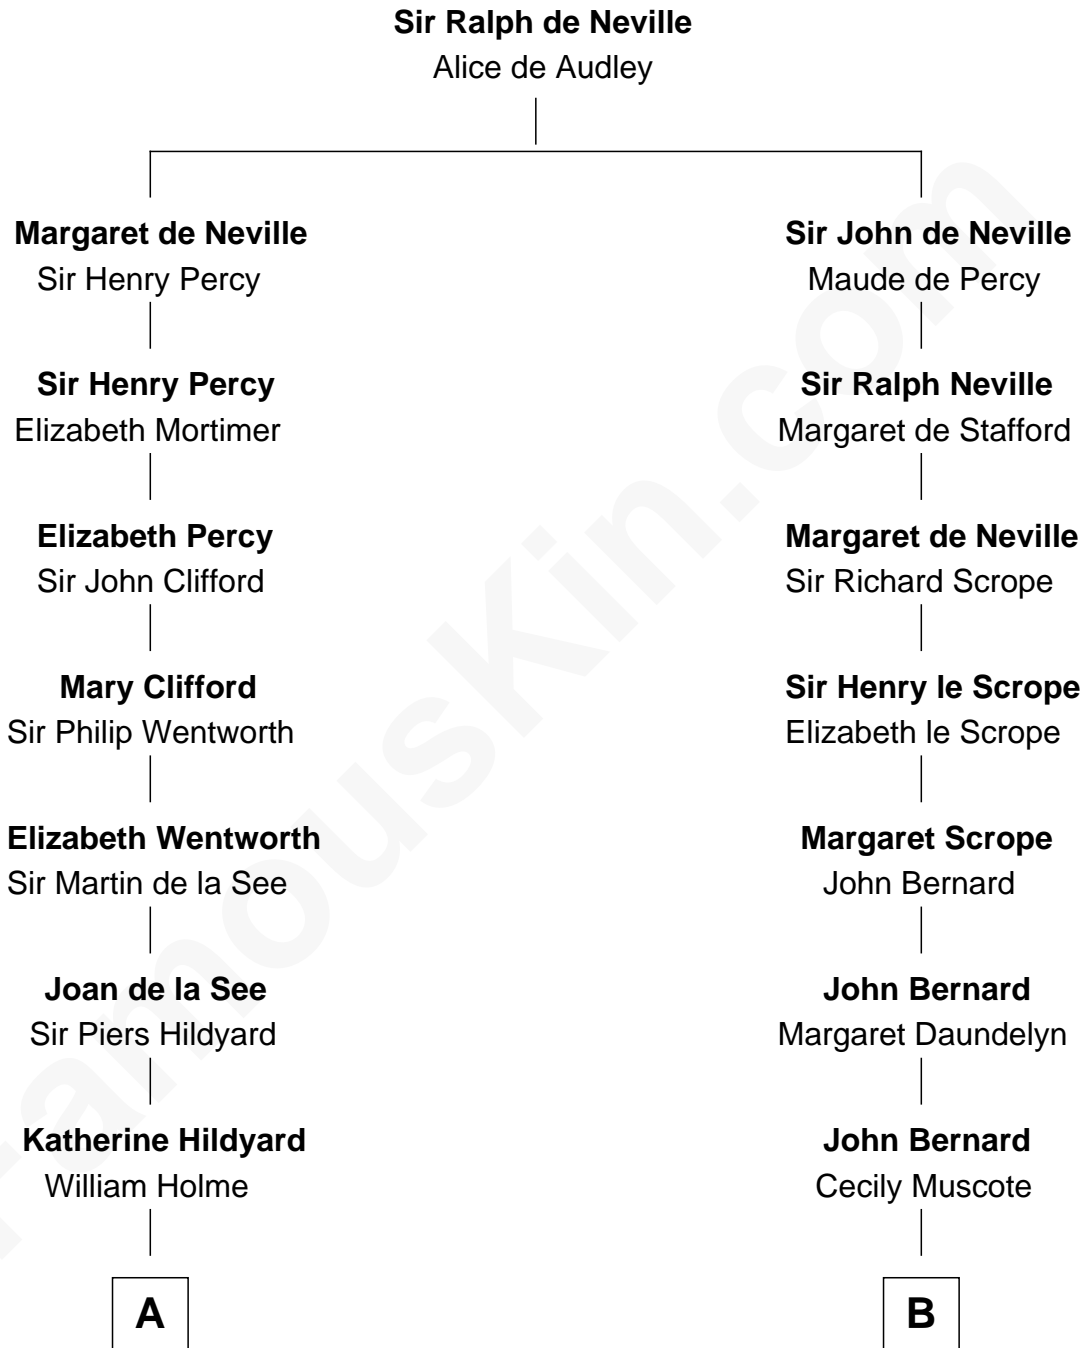 Sir Ralph de Neville
Alice de Audley
Margaret de Neville
Sir Henry Percy
Sir John de Neville
Maude de Percy
Sir Henry Percy
Elizabeth Mortimer
Sir Ralph Neville
Margaret de Stafford
Elizabeth Percy
Sir John Clifford
Margaret de Neville
Sir Richard Scrope
Mary Clifford
Sir Philip Wentworth
Sir Henry le Scrope
Elizabeth le Scrope
Elizabeth Wentworth
Sir Martin de la See
Margaret Scrope
John Bernard
Joan de la See
Sir Piers Hildyard
John Bernard
Margaret Daundelyn
Katherine Hildyard
William Holme
John Bernard
Cecily Muscote
A
B
FamousKin.com